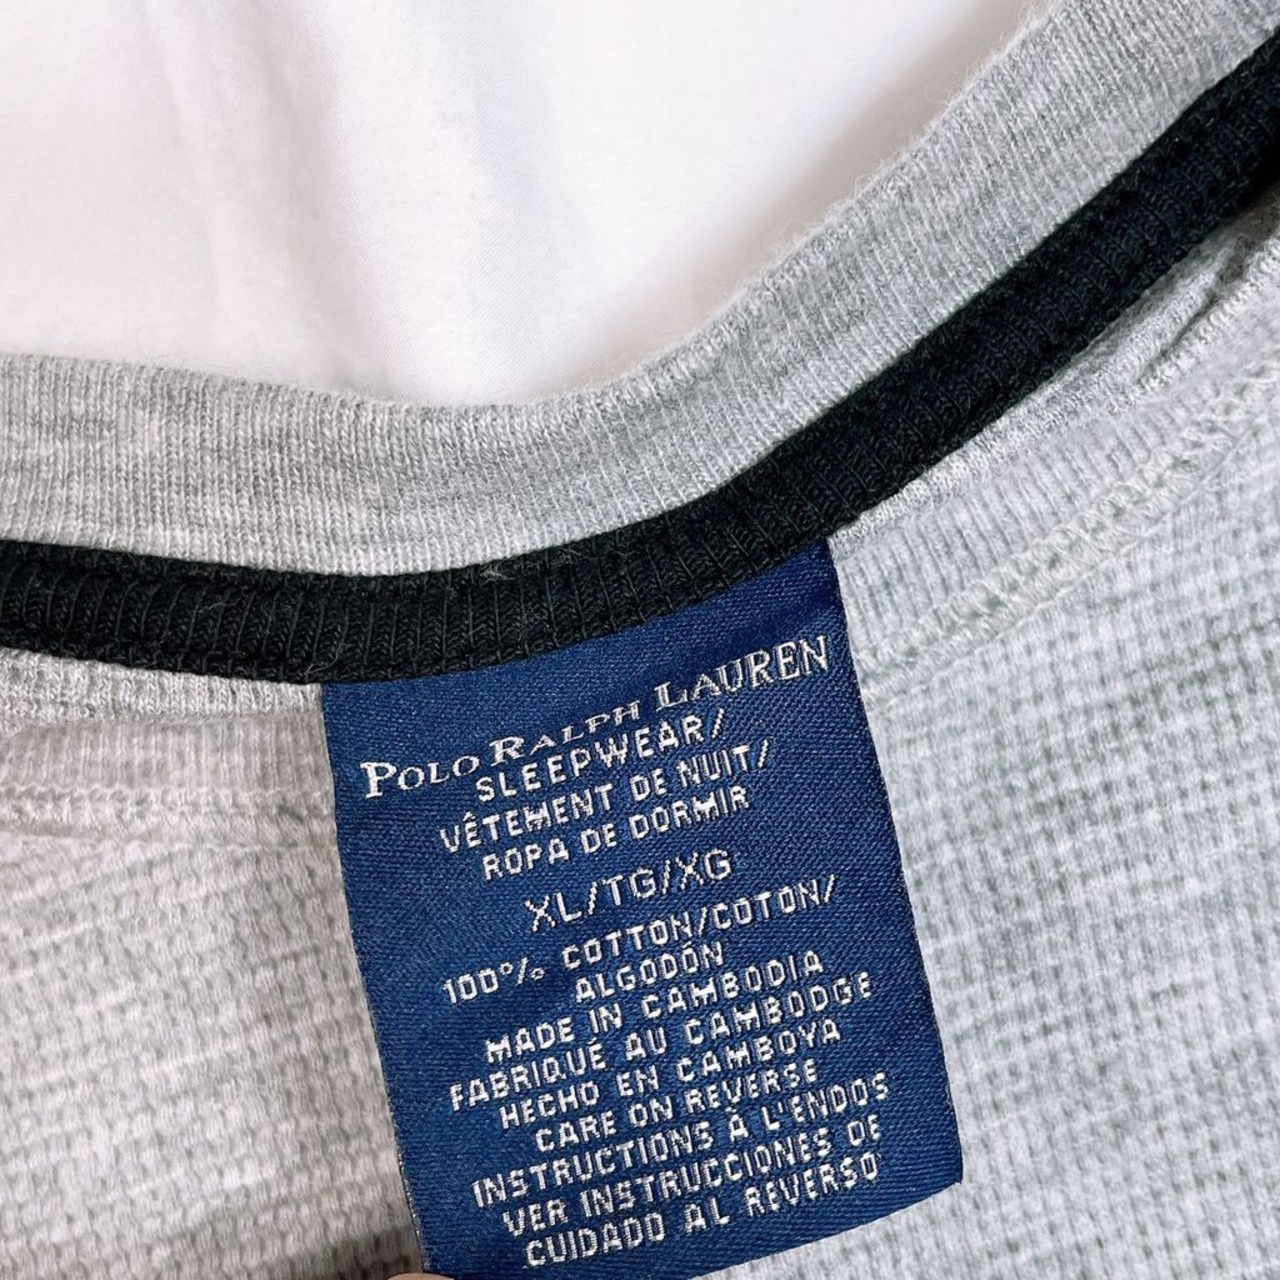 POLO RALPH LAUREN
SLEEPWEAR/
VÊTEMENT DE NUIT/
ROPA DE DORMIR
XL/TG/XG
100% COTTON/COTON/
ALGODÓN
MADE IN CAMBODIA
FABRIQUÉ AU CAMBODGE
HECHO EN CAMBOYA
CARE ON REVERSE
INSTRUCTIONS À L'ENDOS
VER INSTRUCCIONES DE
CUIDADO AL REVERSO